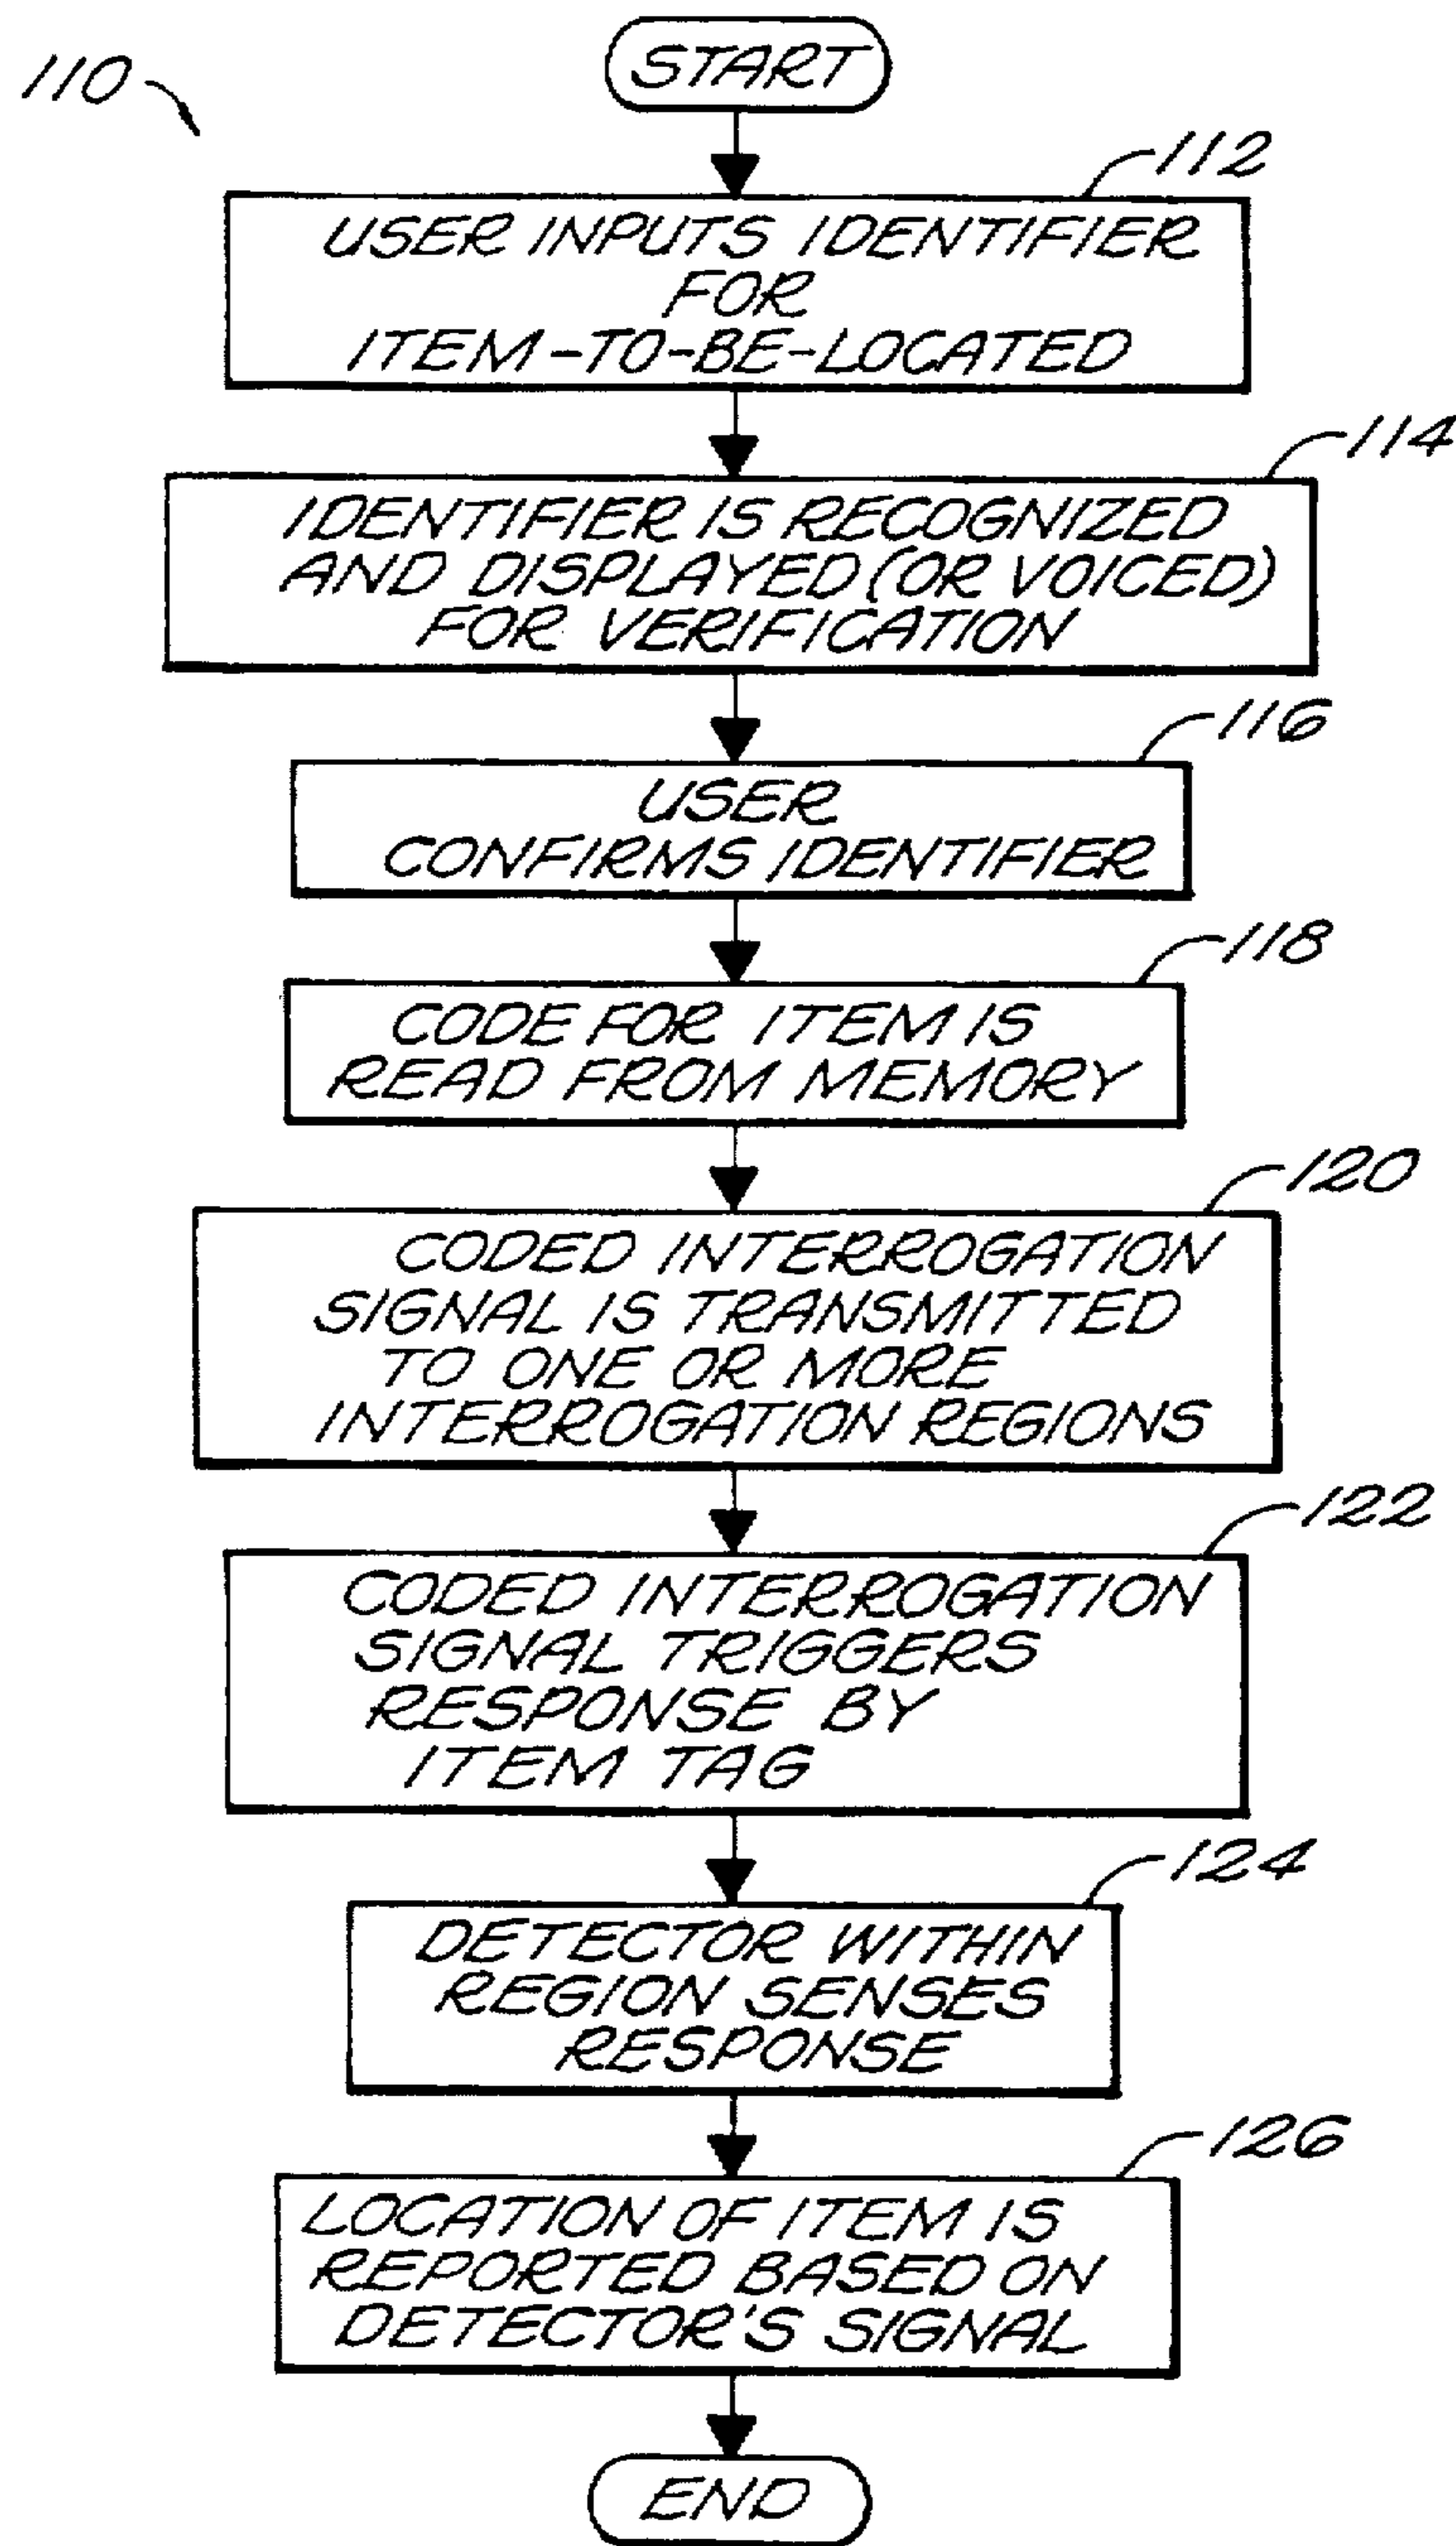 START
110
112
USER INPUTS IDENTIFIER
FOR
ITEM-TO-BE-LOCATED
114
IDENTIFIER IS RECOGNIZED
AND DISPLAYED (OR VOICED)
FOR VERIFICATION
116
USER
CONFIRMS IDENTIFIER
118
CODE FOR ITEM IS
READ FROM MEMORY
120
CODED INTERROGATION
SIGNAL IS TRANSMITTED
TO ONE OR MORE
INTERROGATION REGIONS
122
CODED INTERROGATION
SIGNAL TRIGGERS
RESPONSE BY
ITEM TAG
124
DETECTOR WITHIN
REGION SENSES
RESPONSE
126
LOCATION OF ITEM IS
REPORTED BASED ON
DETECTOR'S SIGNAL
END